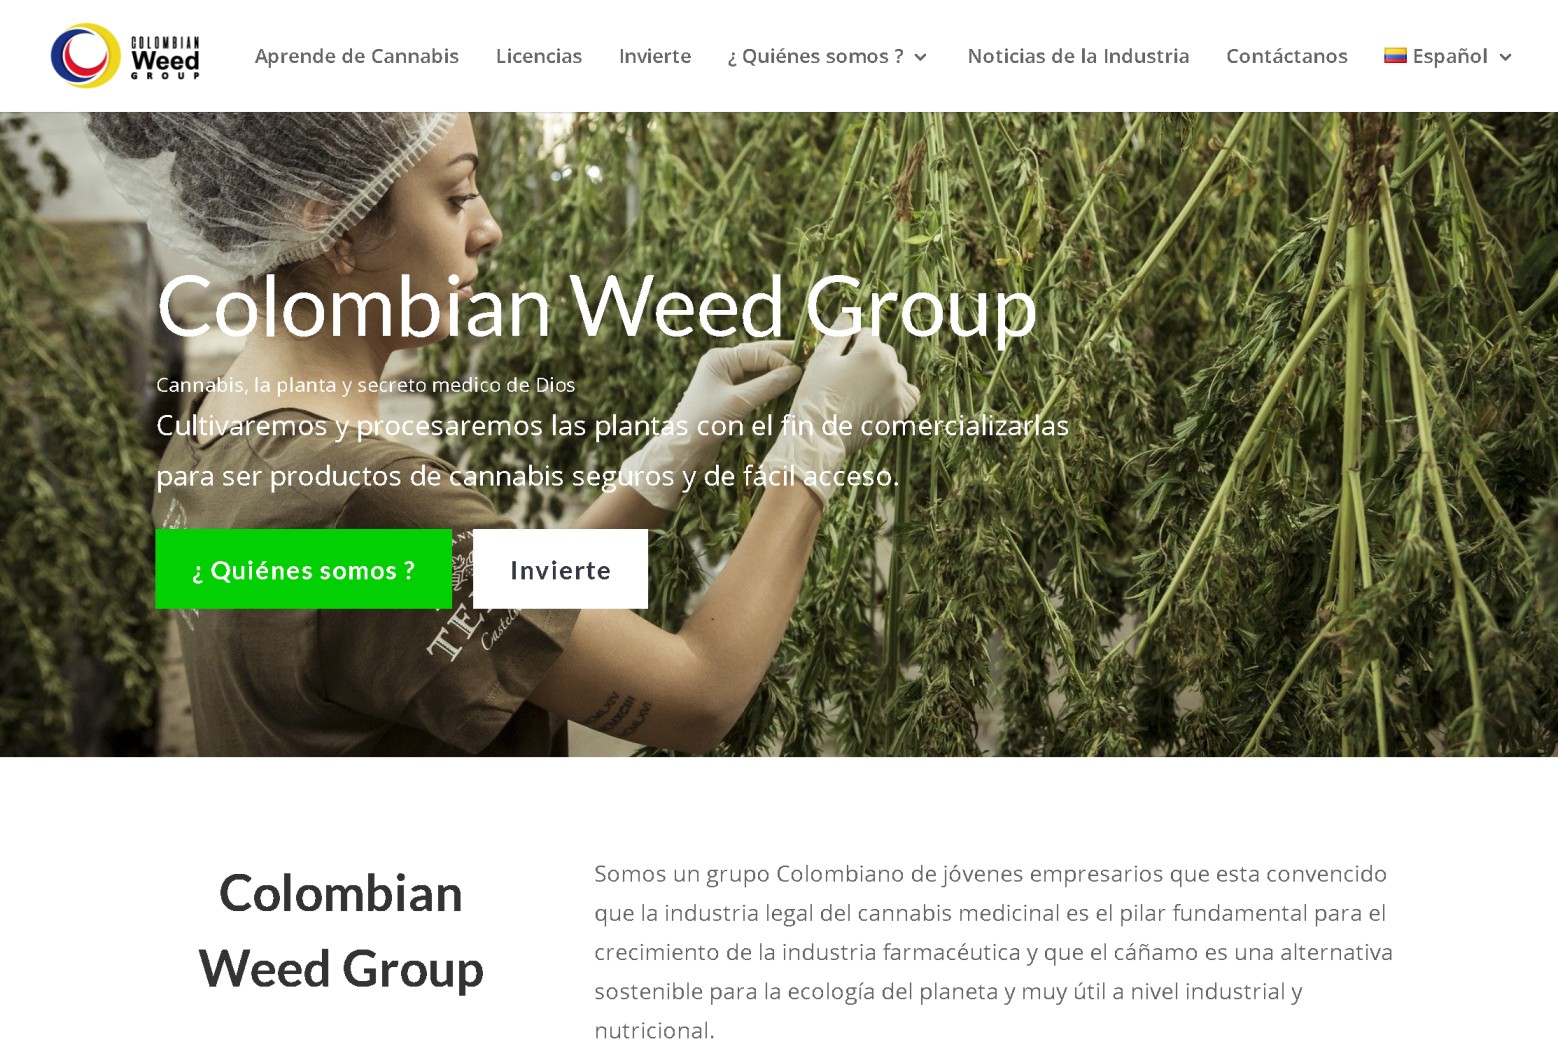 COLOMBIAN
Weed
GROUP
Aprende de Cannabis
Licencias
Invierte
¿ Quiénes somos ?
Noticias de la Industria
Contáctanos
Español
Colombian Weed Group
Cannabis, la planta y secreto medico de Dios
Cultivaremos y procesaremos las plantas con el fin de comercializarlas
para ser productos de cannabis seguros y de fácil acceso.
¿ Quiénes somos ?
Invierte
Colombian
Weed Group
Somos un grupo Colombiano de jóvenes empresarios que esta convencido
que la industria legal del cannabis medicinal es el pilar fundamental para el
crecimiento de la industria farmacéutica y que el cáñamo es una alternativa
sostenible para la ecología del planeta y muy útil a nivel industrial y
nutricional.